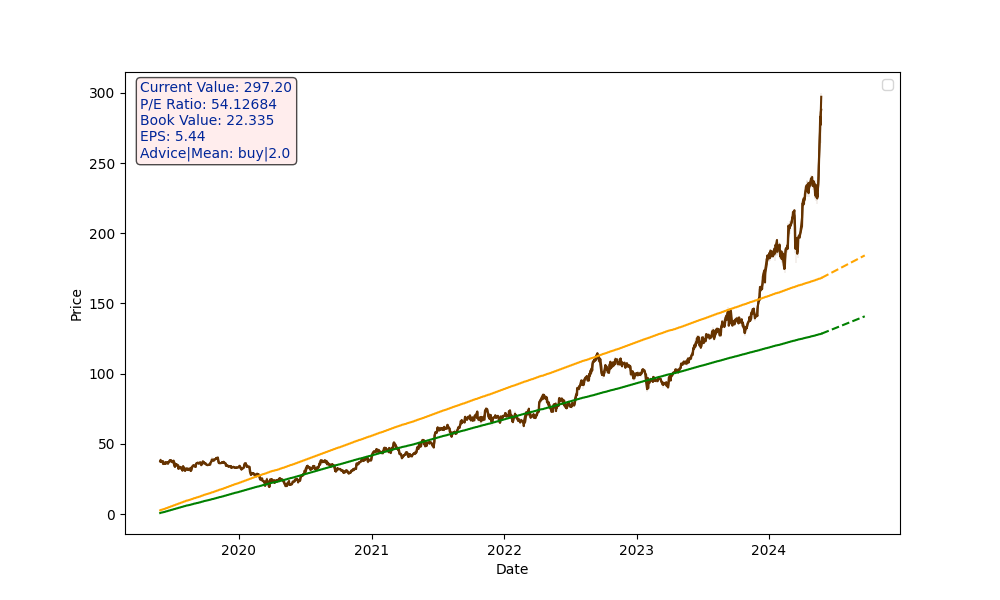 Current Value: 297.20
P/E Ratio: 54.12684
Book Value: 22.335
EPS: 5.44
Advice|Mean: buy|2.0
300
250
200
150
100
50
0
Price
2020
2021
2022
2023
2024
Date